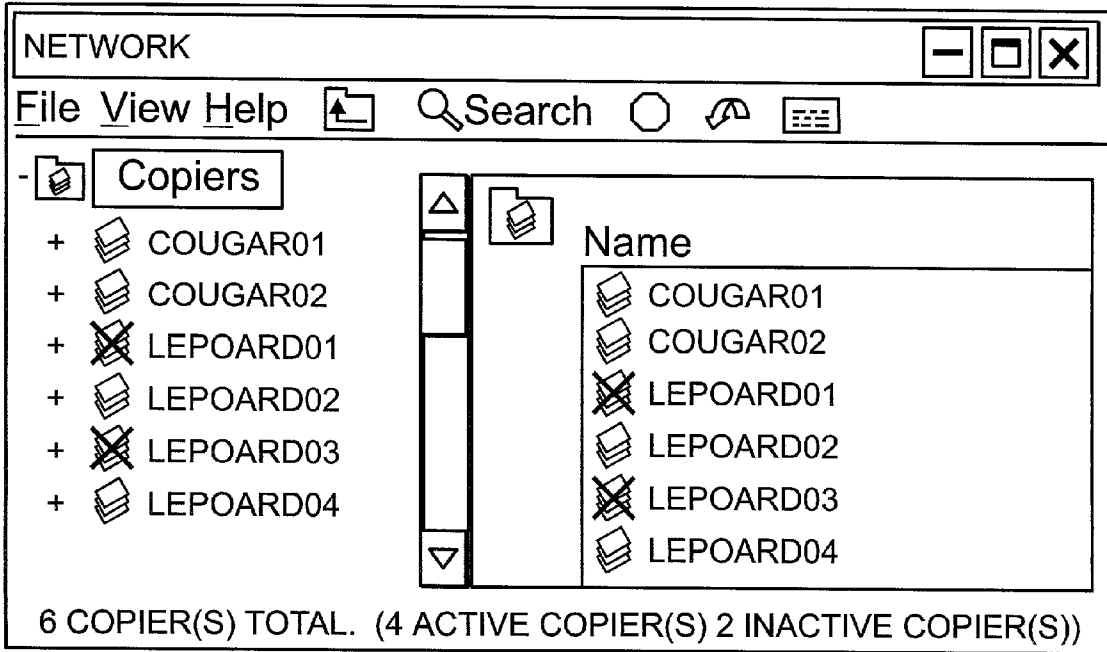 NETWORK
File View Help Search
Copiers
COUGAR01
COUGAR02
LEPOARD01
LEPOARD02
LEPOARD03
LEPOARD04
Name
COUGAR01
COUGAR02
LEPOARD01
LEPOARD02
LEPOARD03
LEPOARD04
6 COPIER(S) TOTAL. (4 ACTIVE COPIER(S) 2 INACTIVE COPIER(S))